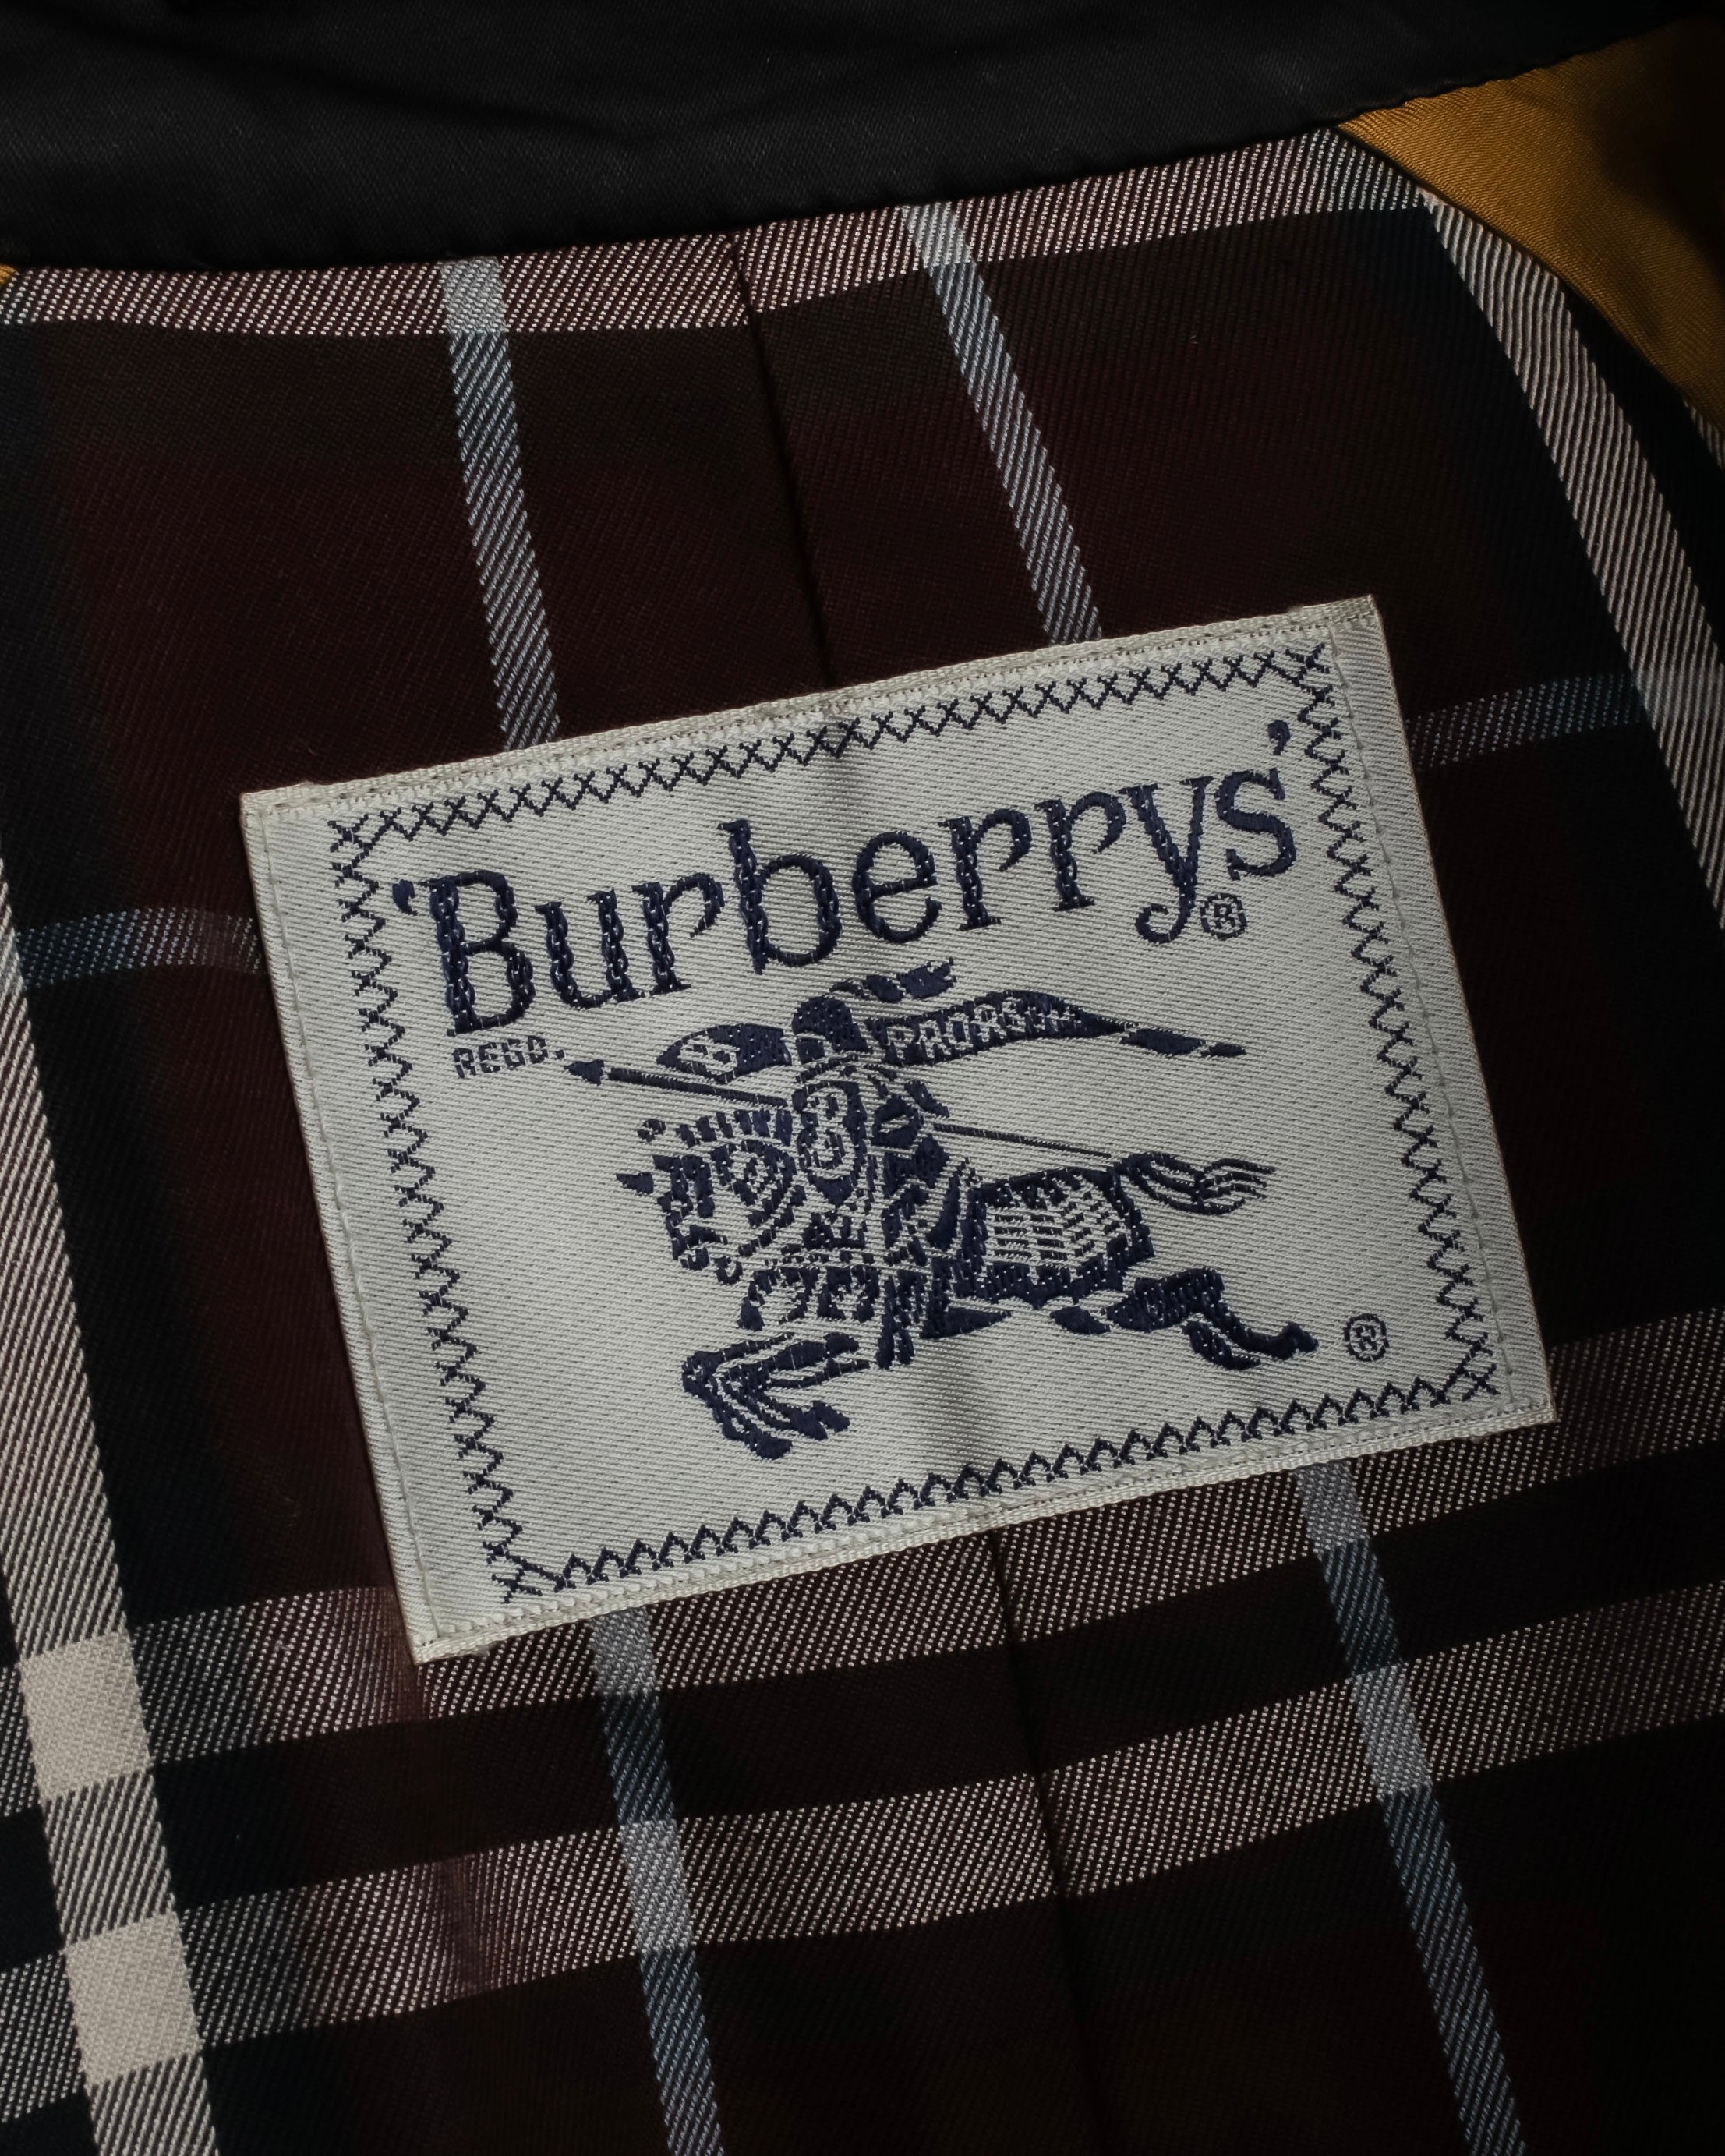 'Burberrys'®
REGD.
PRORSUM
B
®